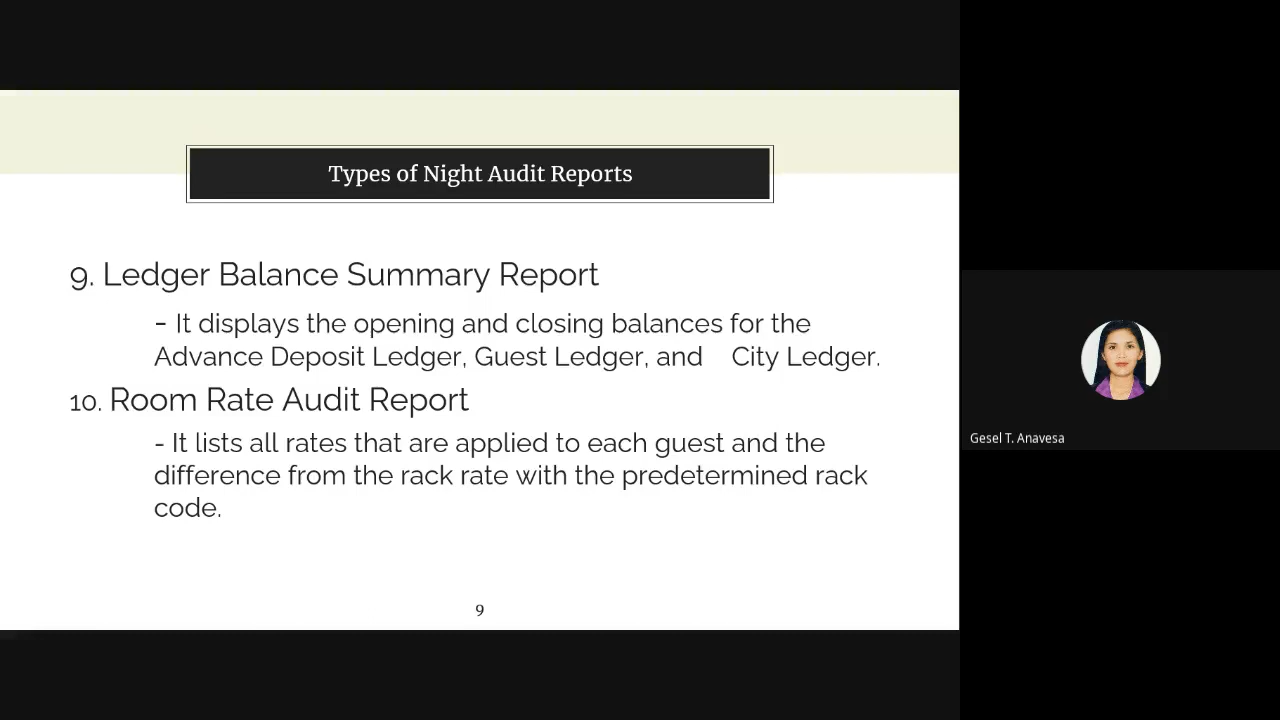 Types of Night Audit Reports
9. Ledger Balance Summary Report
- It displays the opening and closing balances for the
Advance Deposit Ledger, Guest Ledger, and City Ledger.
10. Room Rate Audit Report
- It lists all rates that are applied to each guest and the
difference from the rack rate with the predetermined rack
code.
9
Gesel T. Anavesa